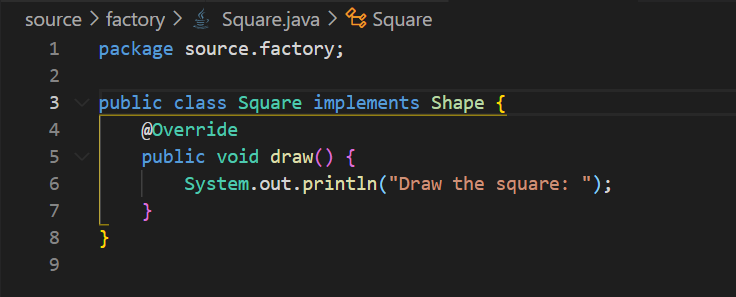 source > factory > Square.java > Square
1 package source.factory;
2
3 public class Square implements Shape {
4     @Override
5     public void draw() {
6         System.out.println("Draw the square: ");
7     }
8 }
9